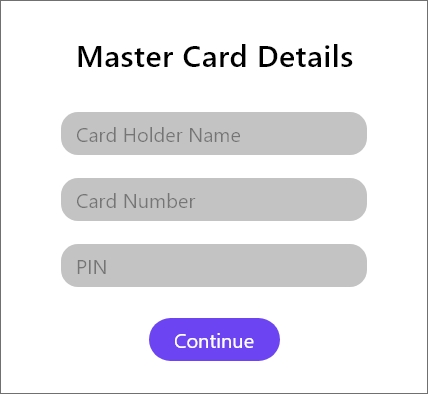 Master Card Details
Card Holder Name
Card Number
PIN
Continue